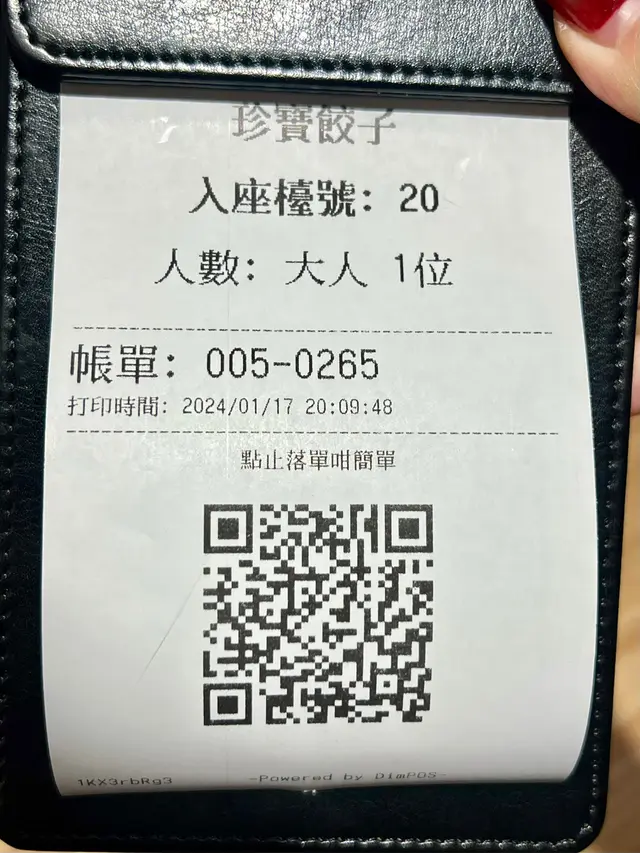 珍寶餃子
入座檯號: 20
人數: 大人 1位
帳單: 005-0265
打印時間: 2024/01/17 20:09:48
點止落單咁簡單
1KX3rbRg3 -Powered by DimPOS-